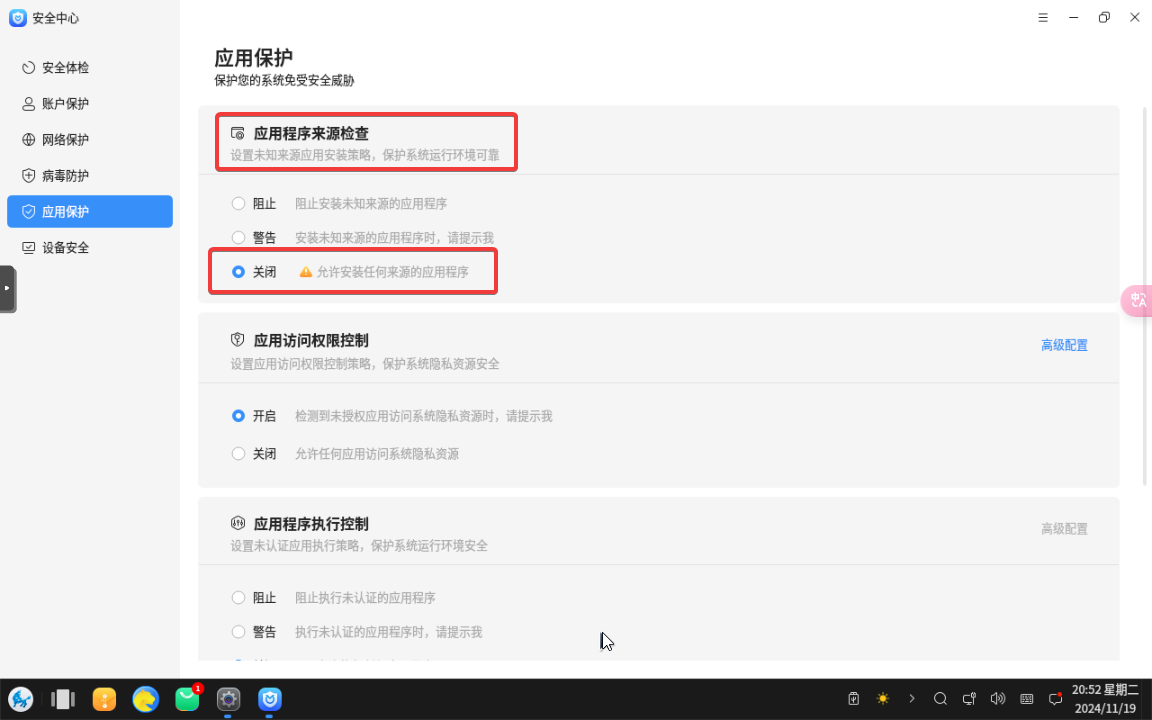 安全中心
安全体检
账户保护
网络保护
病毒防护
应用保护
设备安全
应用保护
保护您的系统免受安全威胁
应用程序来源检查
设置未知来源应用安装策略，保护系统运行环境可靠
阻止 阻止安装未知来源的应用程序
警告 安装未知来源的应用程序时，请提示我
关闭 允许安装任何来源的应用程序
应用访问权限控制
高级配置
设置应用访问权限控制策略，保护系统隐私资源安全
开启 检测到未授权应用访问系统隐私资源时，请提示我
关闭 允许任何应用访问系统隐私资源
应用程序执行控制
高级配置
设置未认证应用执行策略，保护系统运行环境安全
阻止 阻止执行未认证的应用程序
警告 执行未认证的应用程序时，请提示我
中
CA
1
20:52 星期二
2024/11/19